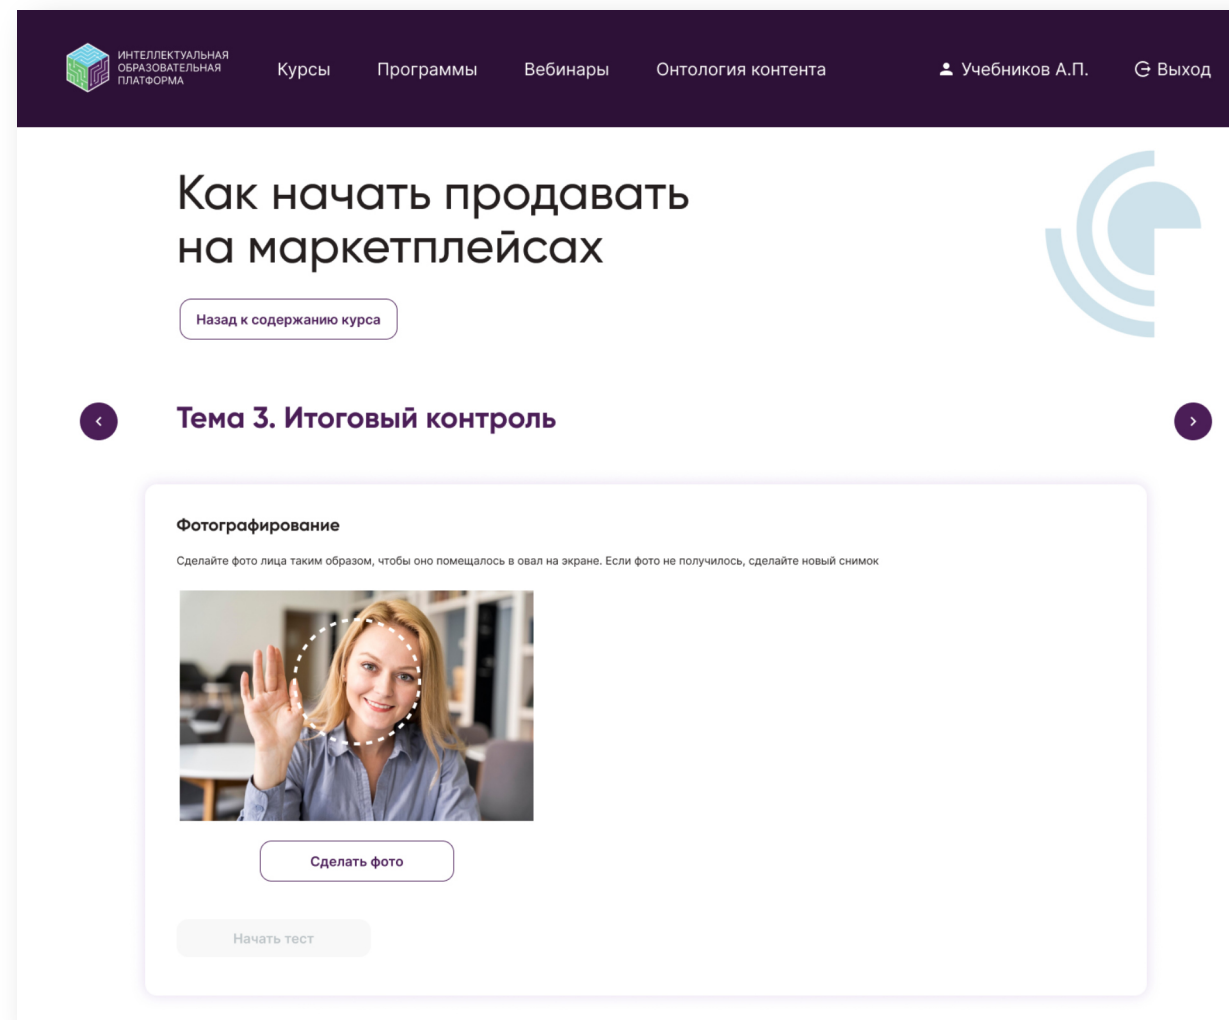 ИНТЕЛЛЕКТУАЛЬНАЯ
ОБРАЗОВАТЕЛЬНАЯ
ПЛАТФОРМА
Курсы Программы Вебинары Онтология контента Учебников А.П. Выход
Как начать продавать
на маркетплейсах
Назад к содержанию курса
Тема 3. Итоговый контроль
Фотографирование
Сделайте фото лица таким образом, чтобы оно помещалось в овал на экране. Если фото не получилось, сделайте новый снимок
Сделать фото
Начать тест